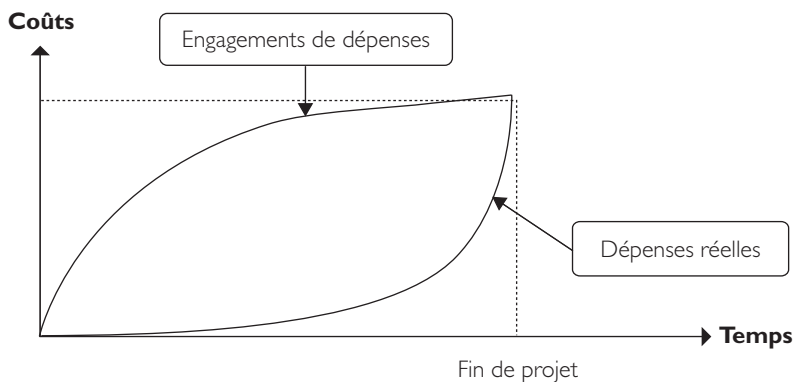 Coûts
Engagements de dépenses
Dépenses réelles
Temps
Fin de projet